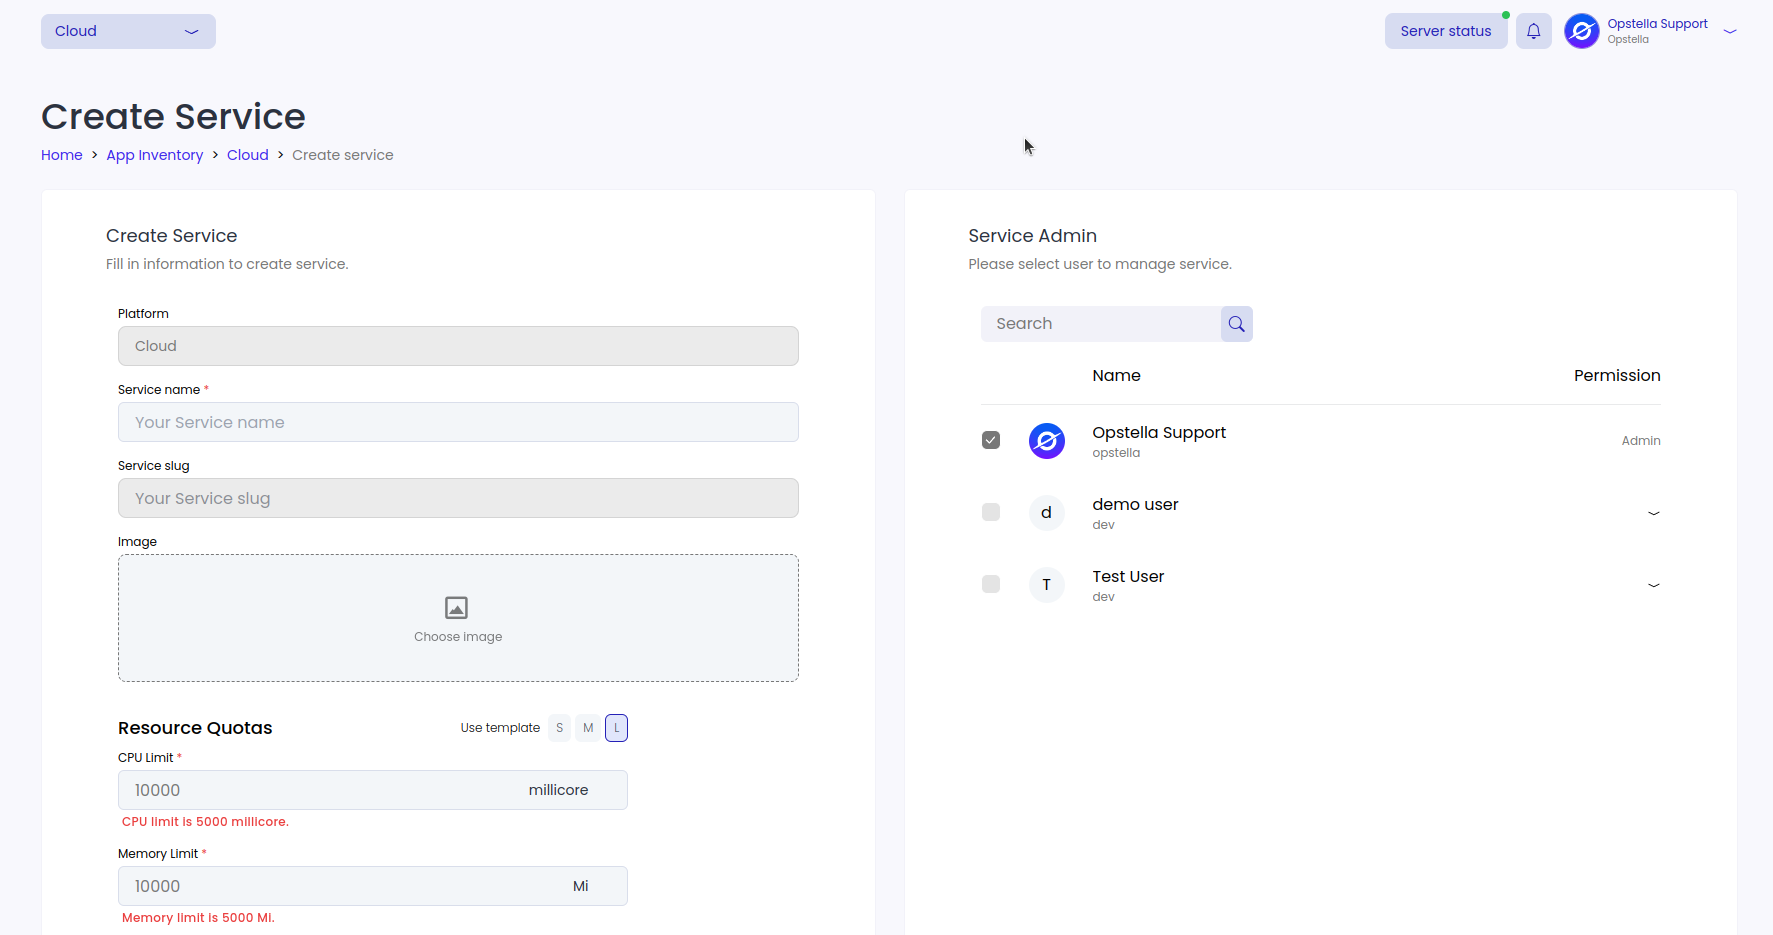 Cloud
Server status
Opstella Support
Opstella
Create Service
Home > App Inventory > Cloud > Create service
Create Service
Fill in information to create service.
Platform
Cloud
Service name *
Your Service name
Service slug
Your Service slug
Image
Choose image
Resource Quotas
Use template S M L
CPU Limit *
10000 millicore
CPU limit is 5000 millicore.
Memory Limit *
10000 Mi
Memory limit is 5000 Mi.
Service Admin
Please select user to manage service.
Search
Name Permission
Opstella Support
opstella
Admin
d
demo user
dev
T
Test User
dev